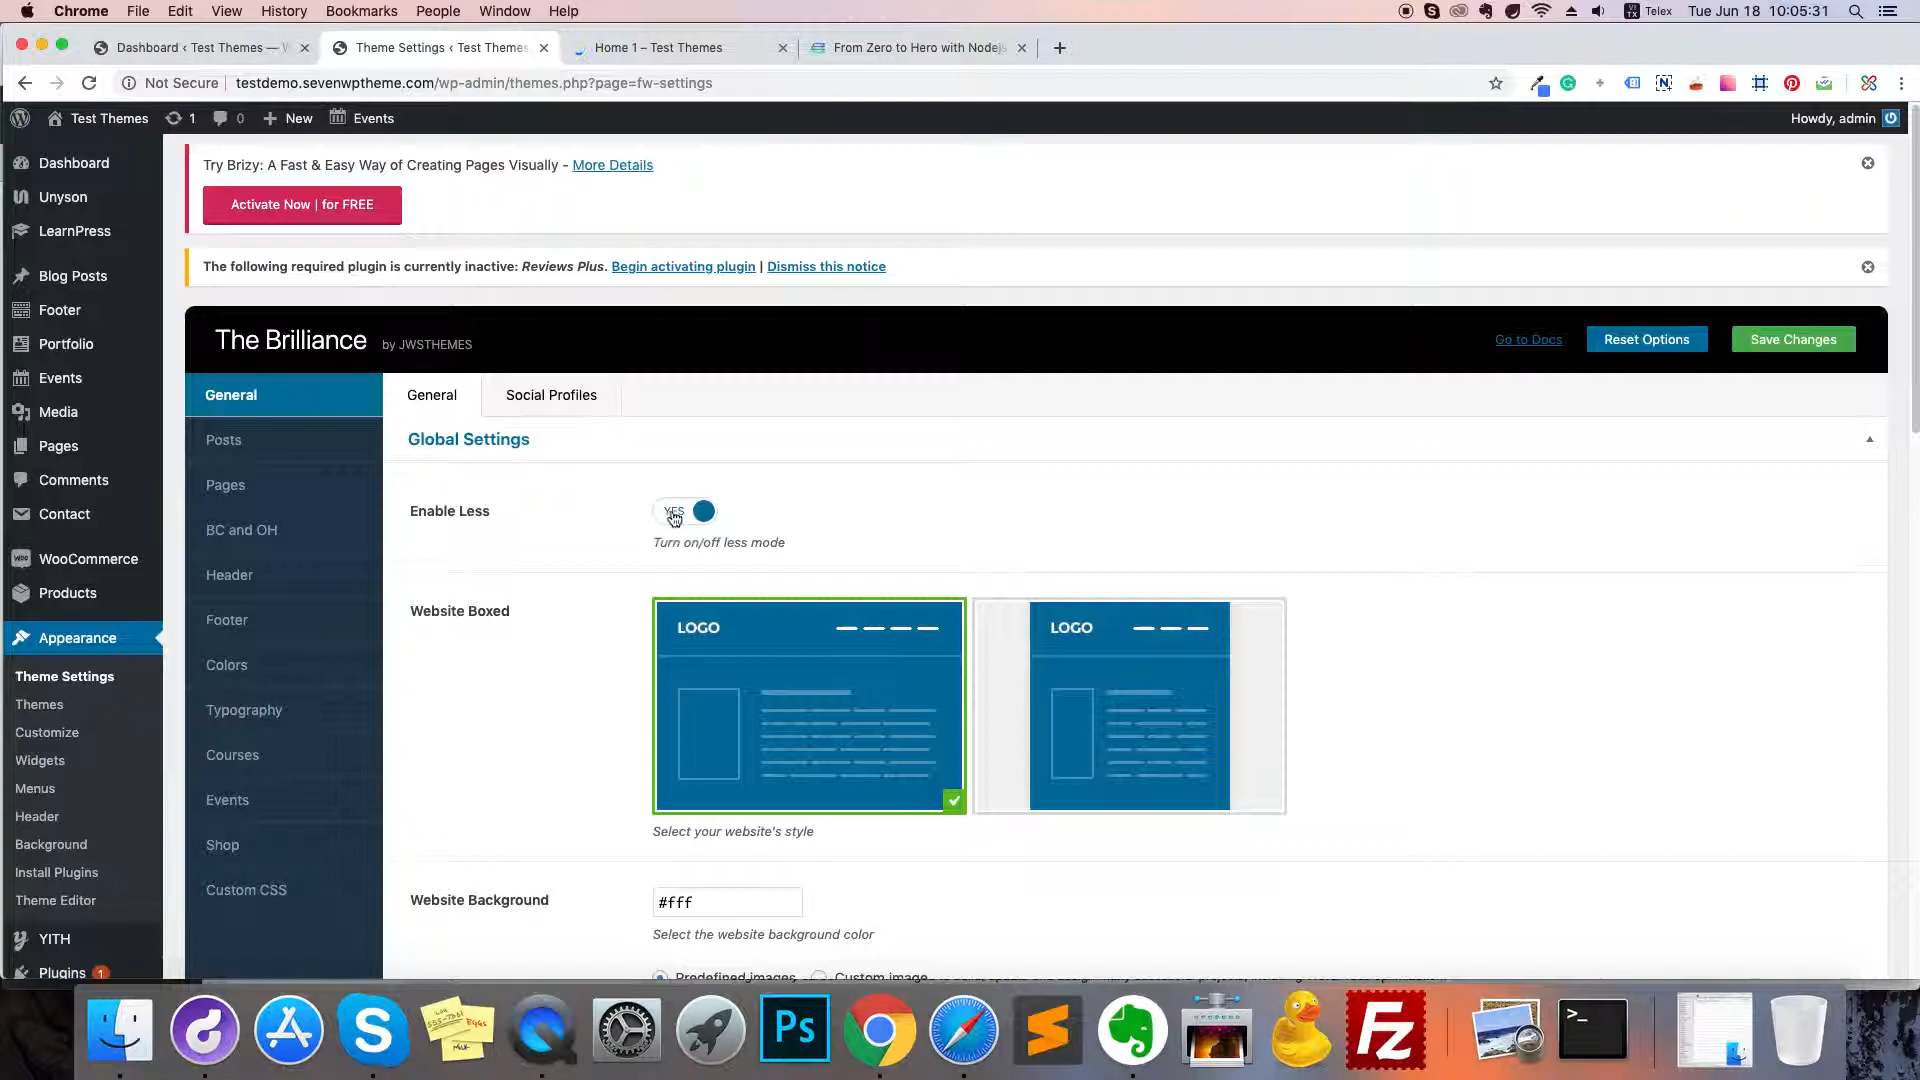 Chrome File Edit View History Bookmarks People Window Help
Telex Tue Jun 18 10:05:31
Dashboard ‹ Test Themes —
Theme Settings ‹ Test Themes
Home 1 – Test Themes
From Zero to Hero with Nodejs
Not Secure testdemo.sevenwptheme.com/wp-admin/themes.php?page=fw-settings
Test Themes 1 0 New Events
Howdy, admin
Dashboard
Unyson
LearnPress
Blog Posts
Footer
Portfolio
Events
Media
Pages
Comments
Contact
WooCommerce
Products
Appearance
Theme Settings
Themes
Customize
Widgets
Menus
Header
Background
Install Plugins
Theme Editor
YITH
Plugins 1
Try Brizy: A Fast & Easy Way of Creating Pages Visually - More Details
Activate Now | for FREE
The following required plugin is currently inactive: Reviews Plus. Begin activating plugin | Dismiss this notice
The Brilliance by JWSTHEMES
Go to Docs
Reset Options
Save Changes
General
Posts
Pages
BC and OH
Header
Footer
Colors
Typography
Courses
Events
Shop
Custom CSS
General Social Profiles
Global Settings
Enable Less
YES
Turn on/off less mode
Website Boxed
LOGO
LOGO
Select your website's style
Website Background
#fff
Select the website background color
Predefined images Custom image
Ps
Fz